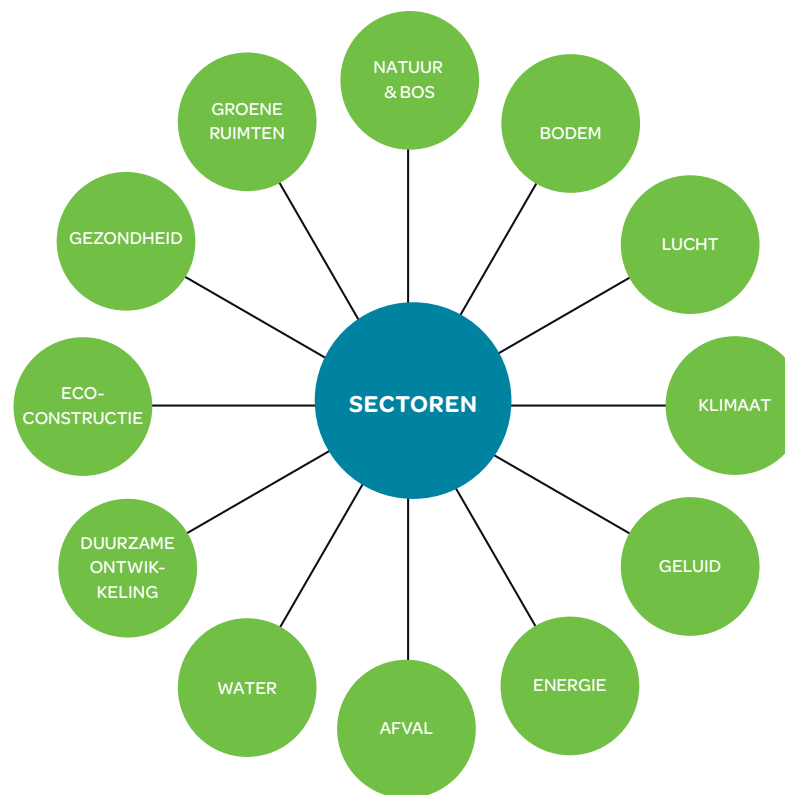 NATUUR
& BOS
BODEM
LUCHT
KLIMAAT
GELUID
ENERGIE
AFVAL
WATER
DUURZAME
ONTWIK-
KELING
ECO-
CONSTRUCTIE
GEZONDHEID
GROENE
RUIMTEN
SECTOREN